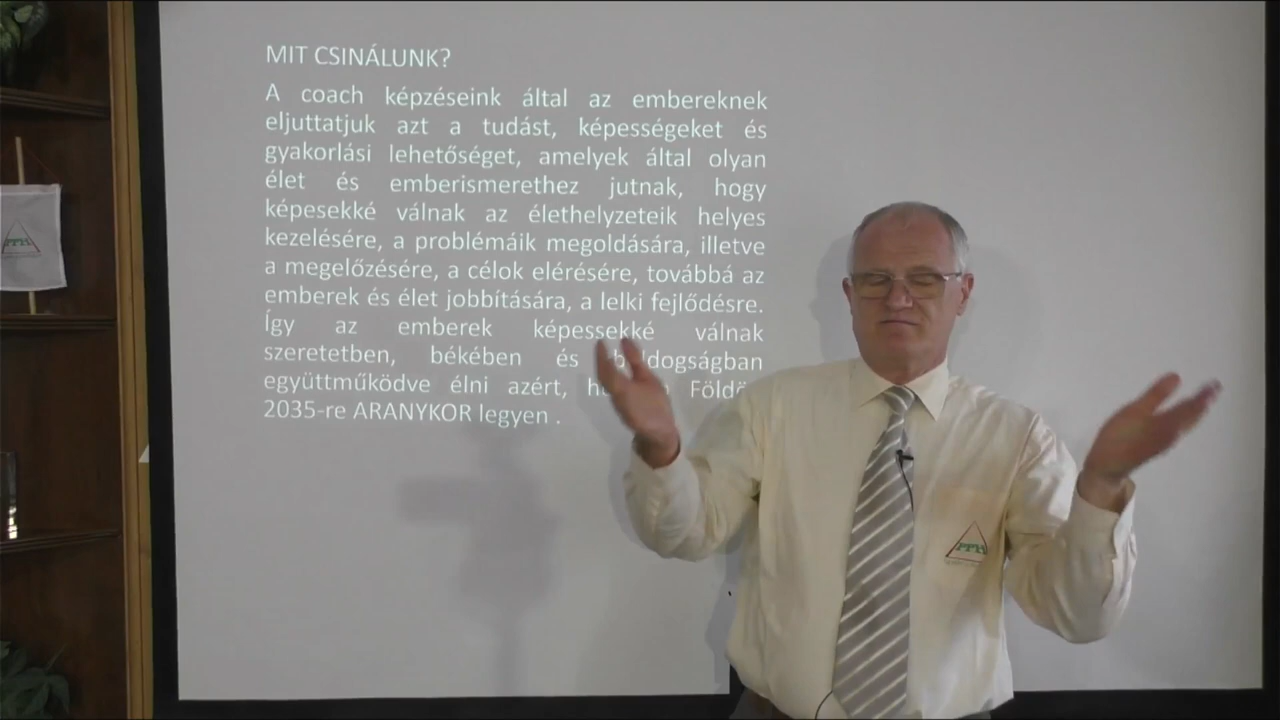 MIT CSINÁLUNK?
A coach képzéseink által az embereknek
eljuttatjuk azt a tudást, képességeket és
gyakorlási lehetőséget, amelyek által olyan
élet és emberismerethez jutnak, hogy
képesekké válnak az élethelyzeteik helyes
kezelésére, a problémáik megoldására, illetve
a megelőzésére, a célok elérésére, továbbá az
emberek és élet jobbítására, a lelki fejlődésre.
Így az emberek képessekké válnak
szeretetben, békében és boldogságban
együttműködve élni azért,
2035-re ARANYKOR legyen .